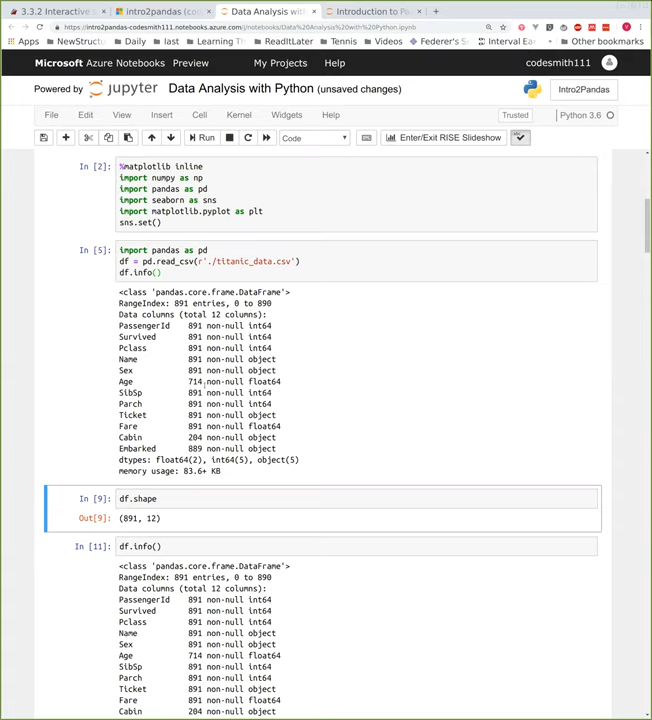 3.3.2 Interactive s
intro2pandas (
Data Analysis wit
Introduction to Pa
https://intro2pandas-codesmith111.notebooks.azure.com/j/notebooks/Data%20Analysis%20with%20Python.ipynb
Apps NewStructu Daily last Learning Th ReadItLater Tennis Videos Federer's S Interval Ear Other bookmarks
Microsoft Azure Notebooks Preview My Projects Help codesmith111
Powered by jupyter Data Analysis with Python (unsaved changes) Intro2Pandas
File Edit View Insert Cell Kernel Widgets Help Trusted Python 3.6
Run Code Enter/Exit RISE Slideshow
In [2]: %matplotlib inline
import numpy as np
import pandas as pd
import seaborn as sns
import matplotlib.pyplot as plt
sns.set()
In [5]: import pandas as pd
df = pd.read_csv(r'./titanic_data.csv')
df.info()
<class 'pandas.core.frame.DataFrame'>
RangeIndex: 891 entries, 0 to 890
Data columns (total 12 columns):
PassengerId 891 non-null int64
Survived 891 non-null int64
Pclass 891 non-null int64
Name 891 non-null object
Sex 891 non-null object
Age 714 non-null float64
SibSp 891 non-null int64
Parch 891 non-null int64
Ticket 891 non-null object
Fare 891 non-null float64
Cabin 204 non-null object
Embarked 889 non-null object
dtypes: float64(2), int64(5), object(5)
memory usage: 83.6+ KB
In [9]: df.shape
Out[9]: (891, 12)
In [11]: df.info()
<class 'pandas.core.frame.DataFrame'>
RangeIndex: 891 entries, 0 to 890
Data columns (total 12 columns):
PassengerId 891 non-null int64
Survived 891 non-null int64
Pclass 891 non-null int64
Name 891 non-null object
Sex 891 non-null object
Age 714 non-null float64
SibSp 891 non-null int64
Parch 891 non-null int64
Ticket 891 non-null object
Fare 891 non-null float64
Cabin 204 non-null object